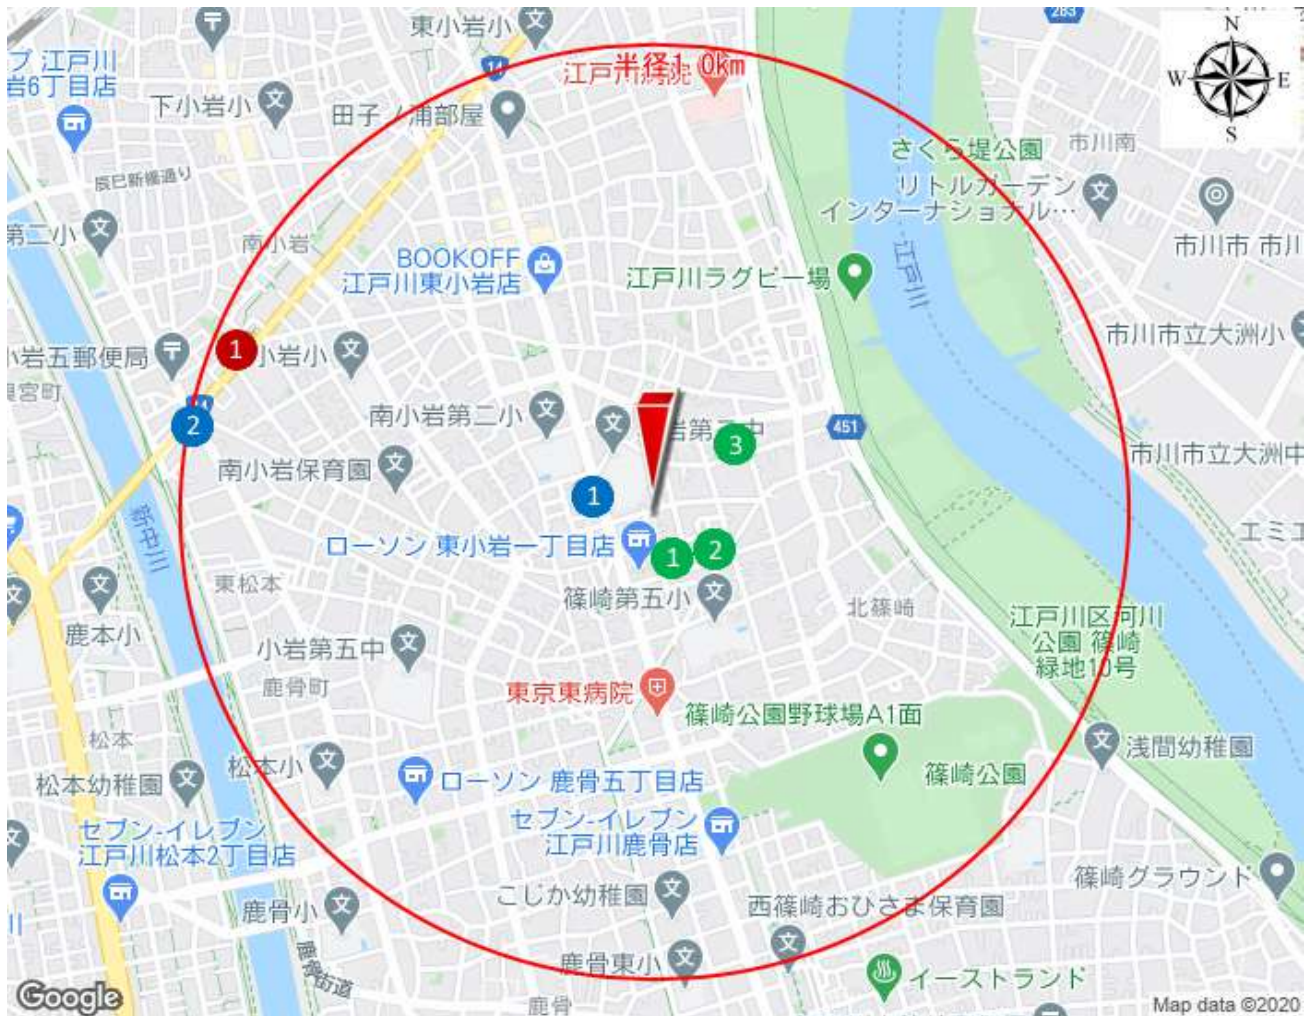 東小岩小
283
N
W
E
S
プ 江戸川
岩6丁目店
14
半径1.0km
江戸川病院
下小岩小
田子ノ浦部屋
さくら堤公園
市川南
辰巳新橋通り
リトルガーデン
インターナショナル…
第二小
南小岩
市川市 市川
BOOKOFF
江戸川東小岩店
江戸川ラグビー場
江戸川
小岩五郵便局
1
小岩小
市川市立大洲小
2
南小岩第二小
3
451
南小岩保育園
市川市立大洲中
1
新中川
ローソン 東小岩一丁目店
1
2
エミエ
東松本
篠崎第五小
北篠崎
鹿本小
江戸川区河川
公園 篠崎
緑地10号
小岩第五中
鹿骨町
東京東病院
篠崎公園野球場A1面
松本
浅間幼稚園
松本小
松本幼稚園
ローソン 鹿骨五丁目店
篠崎公園
セブン-イレブン
江戸川松本2丁目店
セブン-イレブン
江戸川鹿骨店
篠崎グラウンド
こじか幼稚園
鹿骨小
西篠崎おひさま保育園
鹿骨東小
鹿骨街道
イーストランド
Google
鹿骨
Map data ©2020